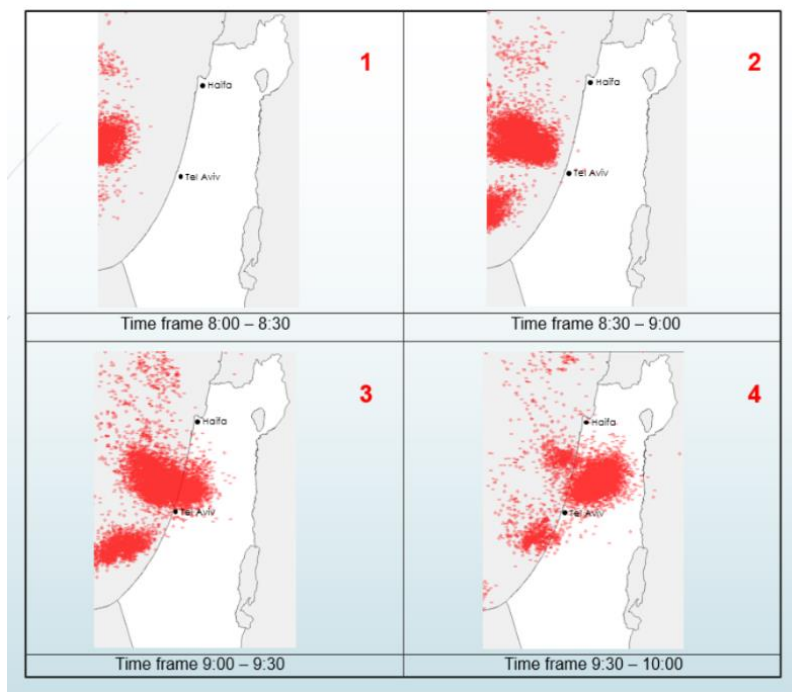 1
Haifa
Tel Aviv
Time frame 8:00 – 8:30
2
Haifa
Tel Aviv
Time frame 8:30 – 9:00
3
Haifa
Tel Aviv
Time frame 9:00 – 9:30
4
Haifa
Tel Aviv
Time frame 9:30 – 10:00